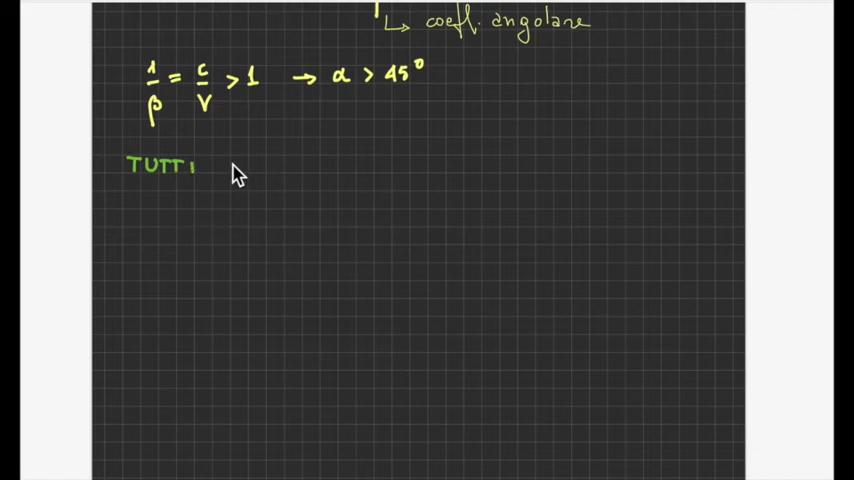 ↳ coeff. angolare
1/β = c/V > 1 → α > 45°
TUTTI